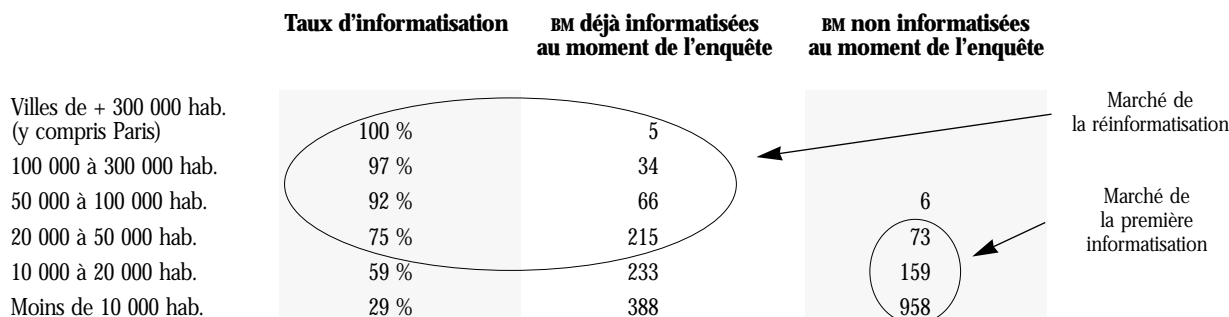 Taux d'informatisation BM déjà informatisées BM non informatisées
au moment de l'enquête au moment de l'enquête
Villes de + 300 000 hab.
(y compris Paris) 100 % 5
100 000 à 300 000 hab. 97 % 34
50 000 à 100 000 hab. 92 % 66 6
20 000 à 50 000 hab. 75 % 215 73
10 000 à 20 000 hab. 59 % 233 159
Moins de 10 000 hab. 29 % 388 958
Marché de
la réinformatisation
Marché de
la première
informatisation